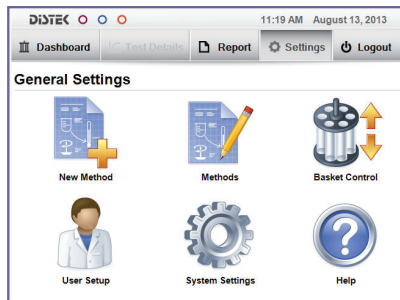 DiSTEK 11:19 AM August 13, 2013
Dashboard Test Details Report Settings Logout
General Settings
New Method Methods Basket Control
User Setup System Settings Help